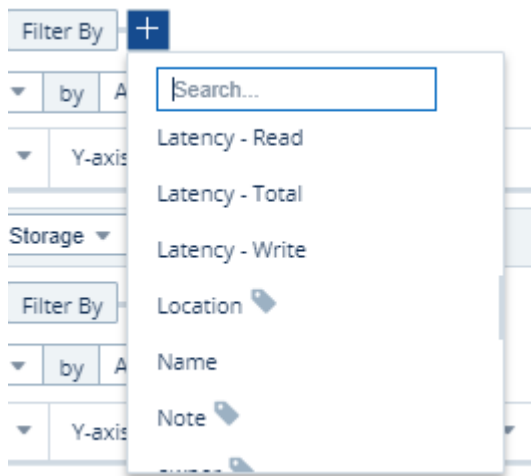 Filter By
Search...
by A
Latency - Read
Y-axis
Latency - Total
Storage
Latency - Write
Filter By
Location
by A
Name
Y-axis
Note
owner